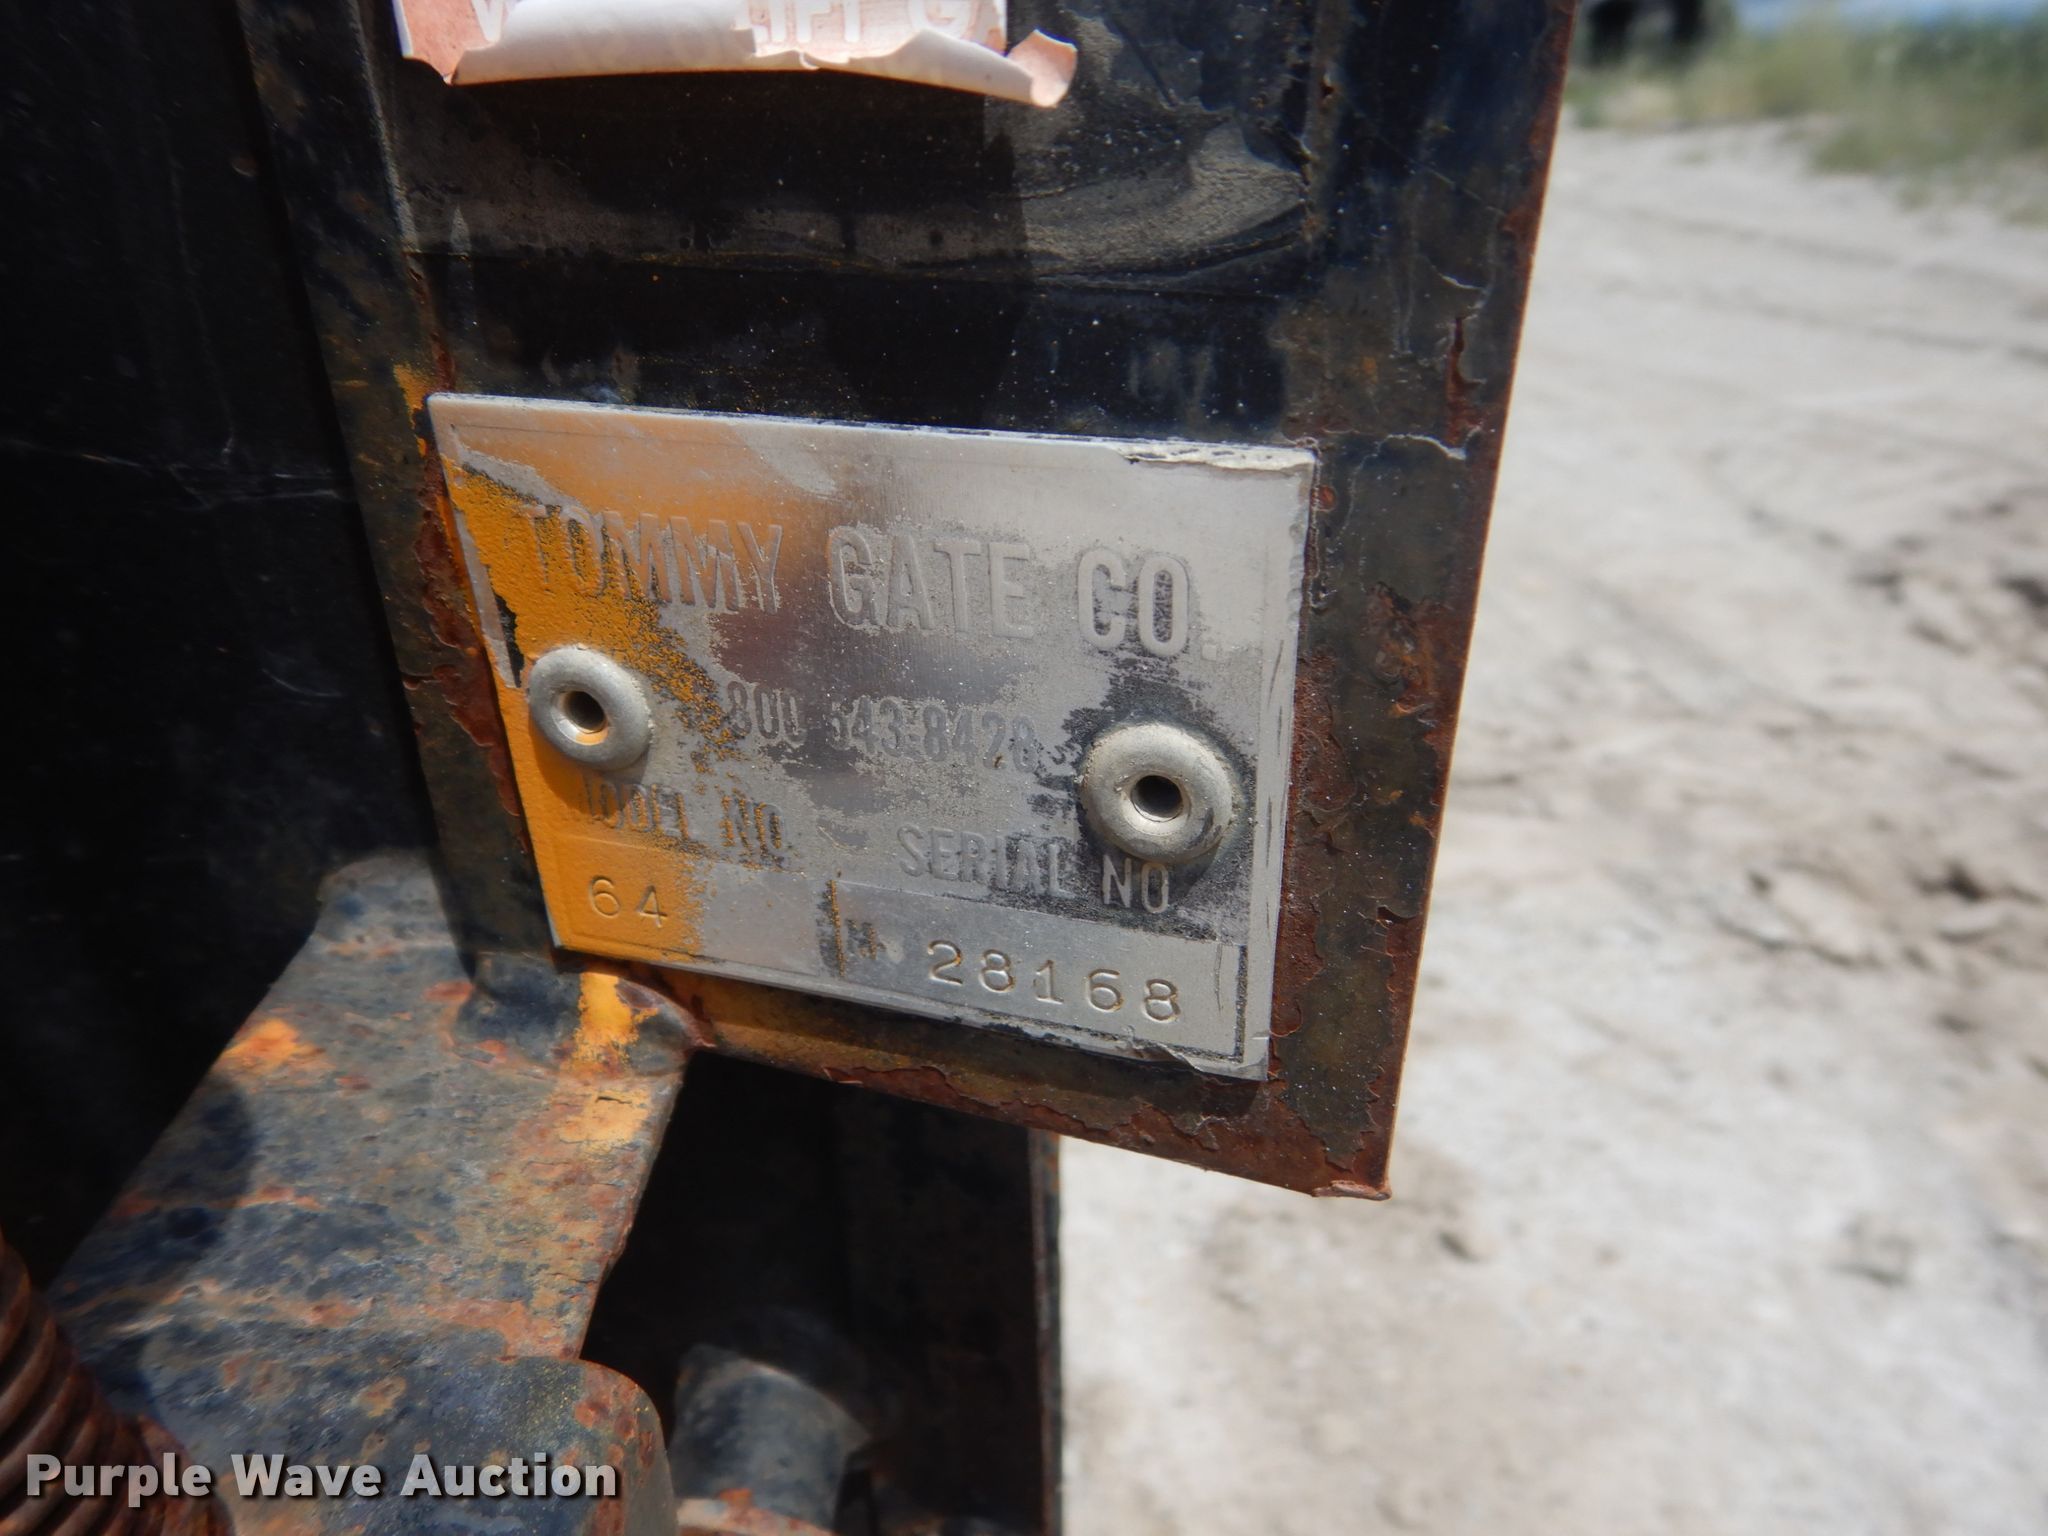 TOMMY GATE CO.
800 543-8428
MODEL NO. SERIAL NO
64 28168
Purple Wave Auction